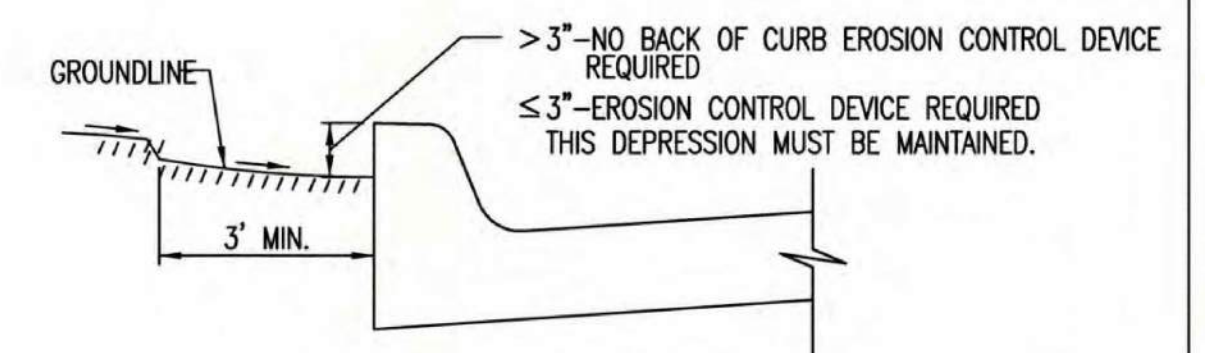 > 3"-NO BACK OF CURB EROSION CONTROL DEVICE
REQUIRED
GROUNDLINE
≤ 3"-EROSION CONTROL DEVICE REQUIRED
THIS DEPRESSION MUST BE MAINTAINED.
3' MIN.